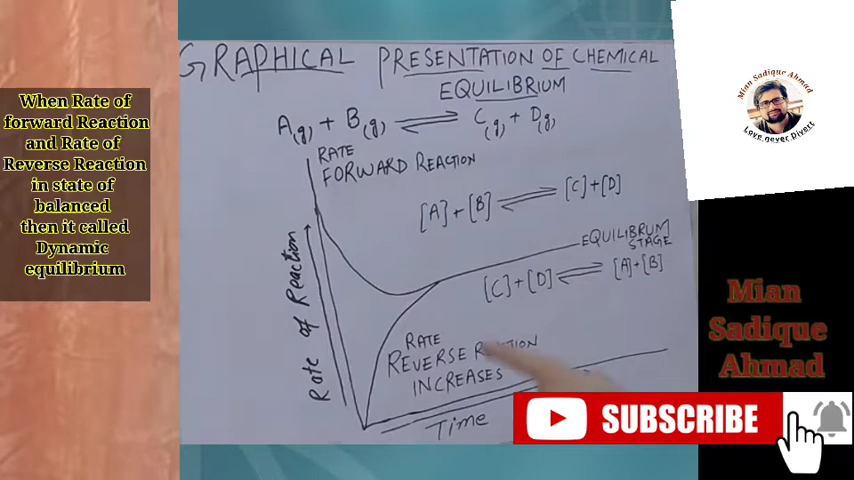 When Rate of
forward Reaction
and Rate of
Reverse Reaction
in state of
balanced
then it called
Dynamic
equilibrium
GRAPHICAL PRESENTATION OF CHEMICAL
EQUILIBRIUM
A(g) + B(g) ⇌ C(g) + D(g)
RATE
FORWARD REACTION
[A]+[B] ⇌ [C]+[D]
EQUILIBRUM
STAGE
[C]+[D] ⇌ [A]+[B]
Rate of Reaction
RATE
REVERSE REACTION
INCREASES
Time
Mian Sadique Ahmad
Love never Divert
Mian
Sadique
Ahmad
SUBSCRIBE